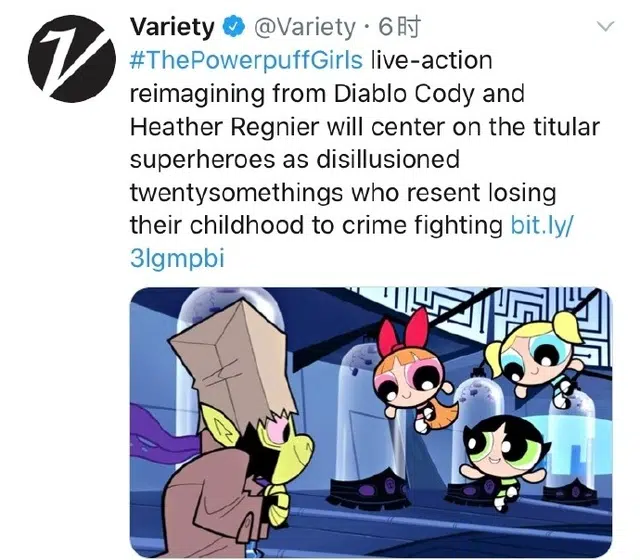 Variety @Variety · 6时
#ThePowerpuffGirls live-action
reimagining from Diablo Cody and
Heather Regnier will center on the titular
superheroes as disillusioned
twentysomethings who resent losing
their childhood to crime fighting bit.ly/
3lgmpbi